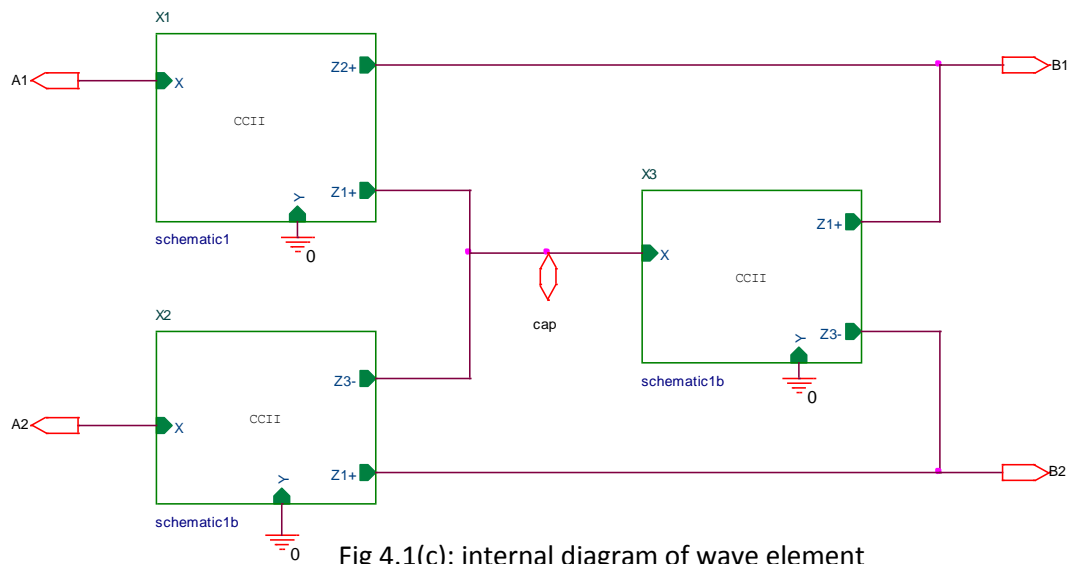 X1
A1
X
Z2+
B1
CCII
Z1+
Y
schematic1
0
X3
X
Z1+
CCII
Z3-
Y
schematic1b
0
cap
X2
A2
X
Z3-
CCII
Z1+
Y
B2
schematic1b
0
Fig 4.1(c): internal diagram of wave element